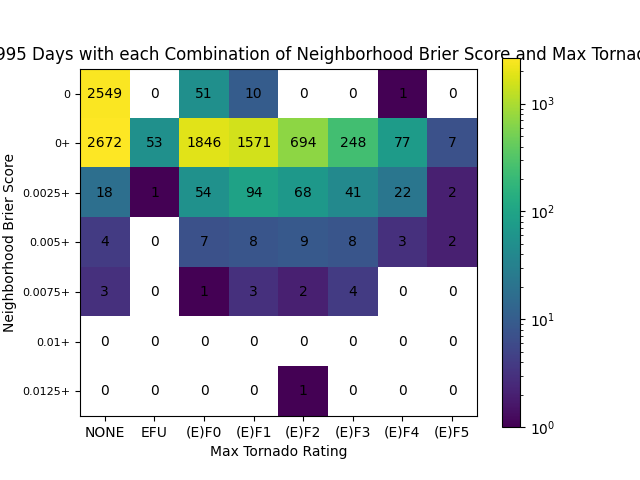 995 Days with each Combination of Neighborhood Brier Score and Max Tornad
0 2549 0 51 10 0 0 1 0
0+ 2672 53 1846 1571 694 248 77 7
0.0025+ 18 1 54 94 68 41 22 2
0.005+ 4 0 7 8 9 8 3 2
0.0075+ 3 0 1 3 2 4 0 0
0.01+ 0 0 0 0 0 0 0 0
0.0125+ 0 0 0 0 1 0 0 0
NONE EFU (E)F0 (E)F1 (E)F2 (E)F3 (E)F4 (E)F5
Max Tornado Rating
Neighborhood Brier Score
10³
10²
10¹
10⁰